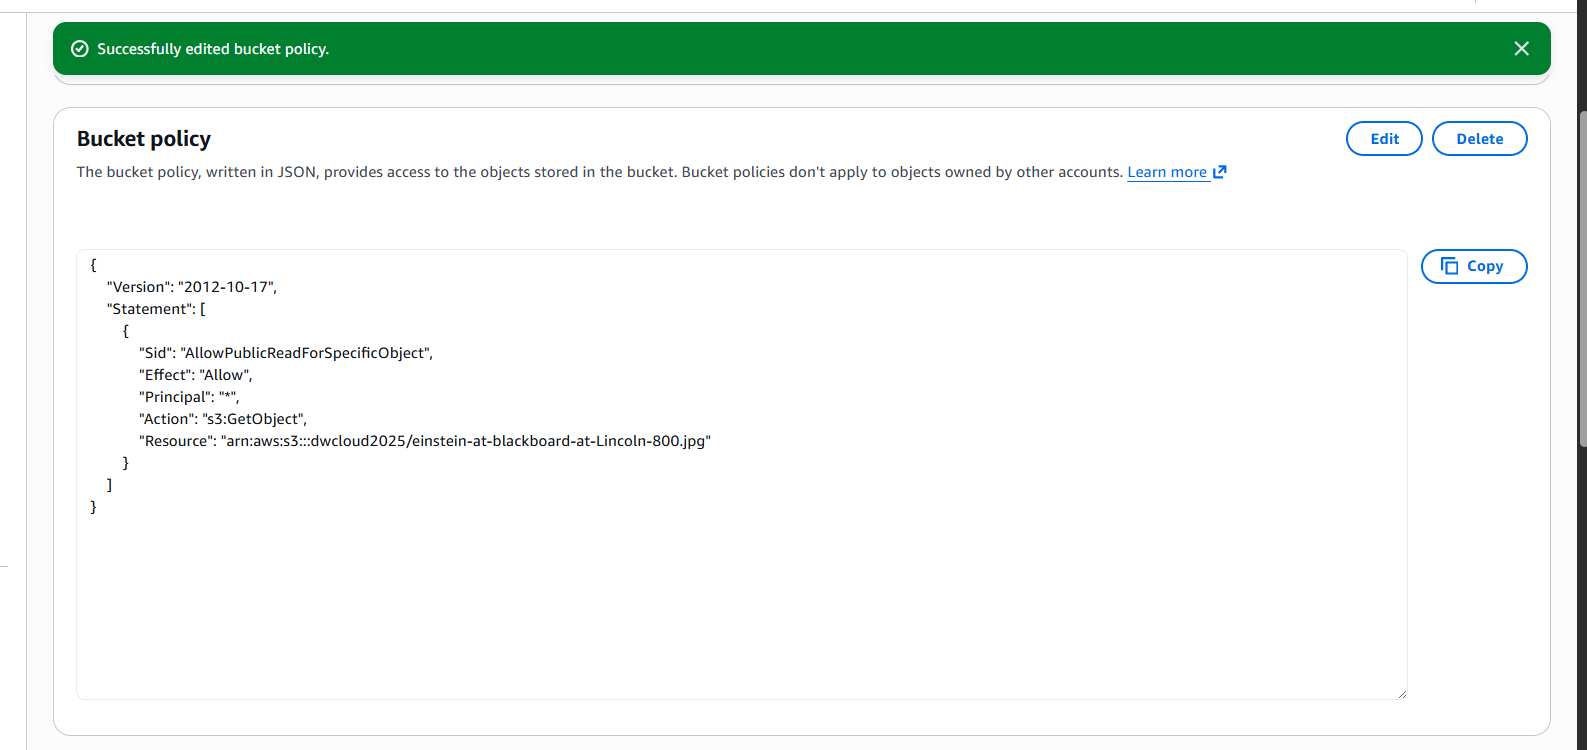 Successfully edited bucket policy.
Bucket policy
Edit
Delete
The bucket policy, written in JSON, provides access to the objects stored in the bucket. Bucket policies don't apply to objects owned by other accounts. Learn more
{
"Version": "2012-10-17",
"Statement": [
{
"Sid": "AllowPublicReadForSpecificObject",
"Effect": "Allow",
"Principal": "*",
"Action": "s3:GetObject",
"Resource": "arn:aws:s3:::dwcloud2025/einstein-at-blackboard-at-Lincoln-800.jpg"
}
]
}
Copy